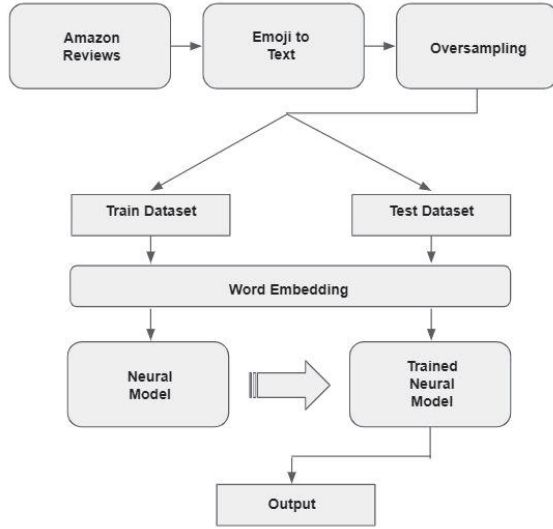 Amazon
Reviews
Emoji to
Text
Oversampling
Train Dataset
Test Dataset
Word Embedding
Neural
Model
Trained
Neural
Model
Output